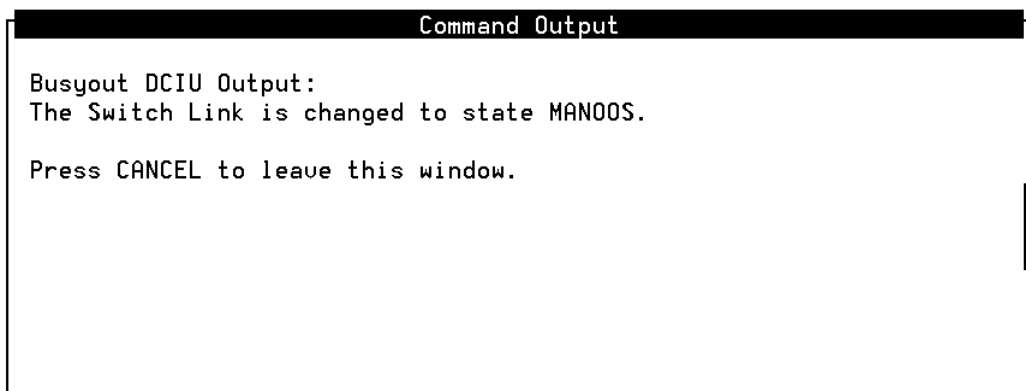 Command Output
Busyout DCIU Output:
The Switch Link is changed to state MANOOS.
Press CANCEL to leave this window.